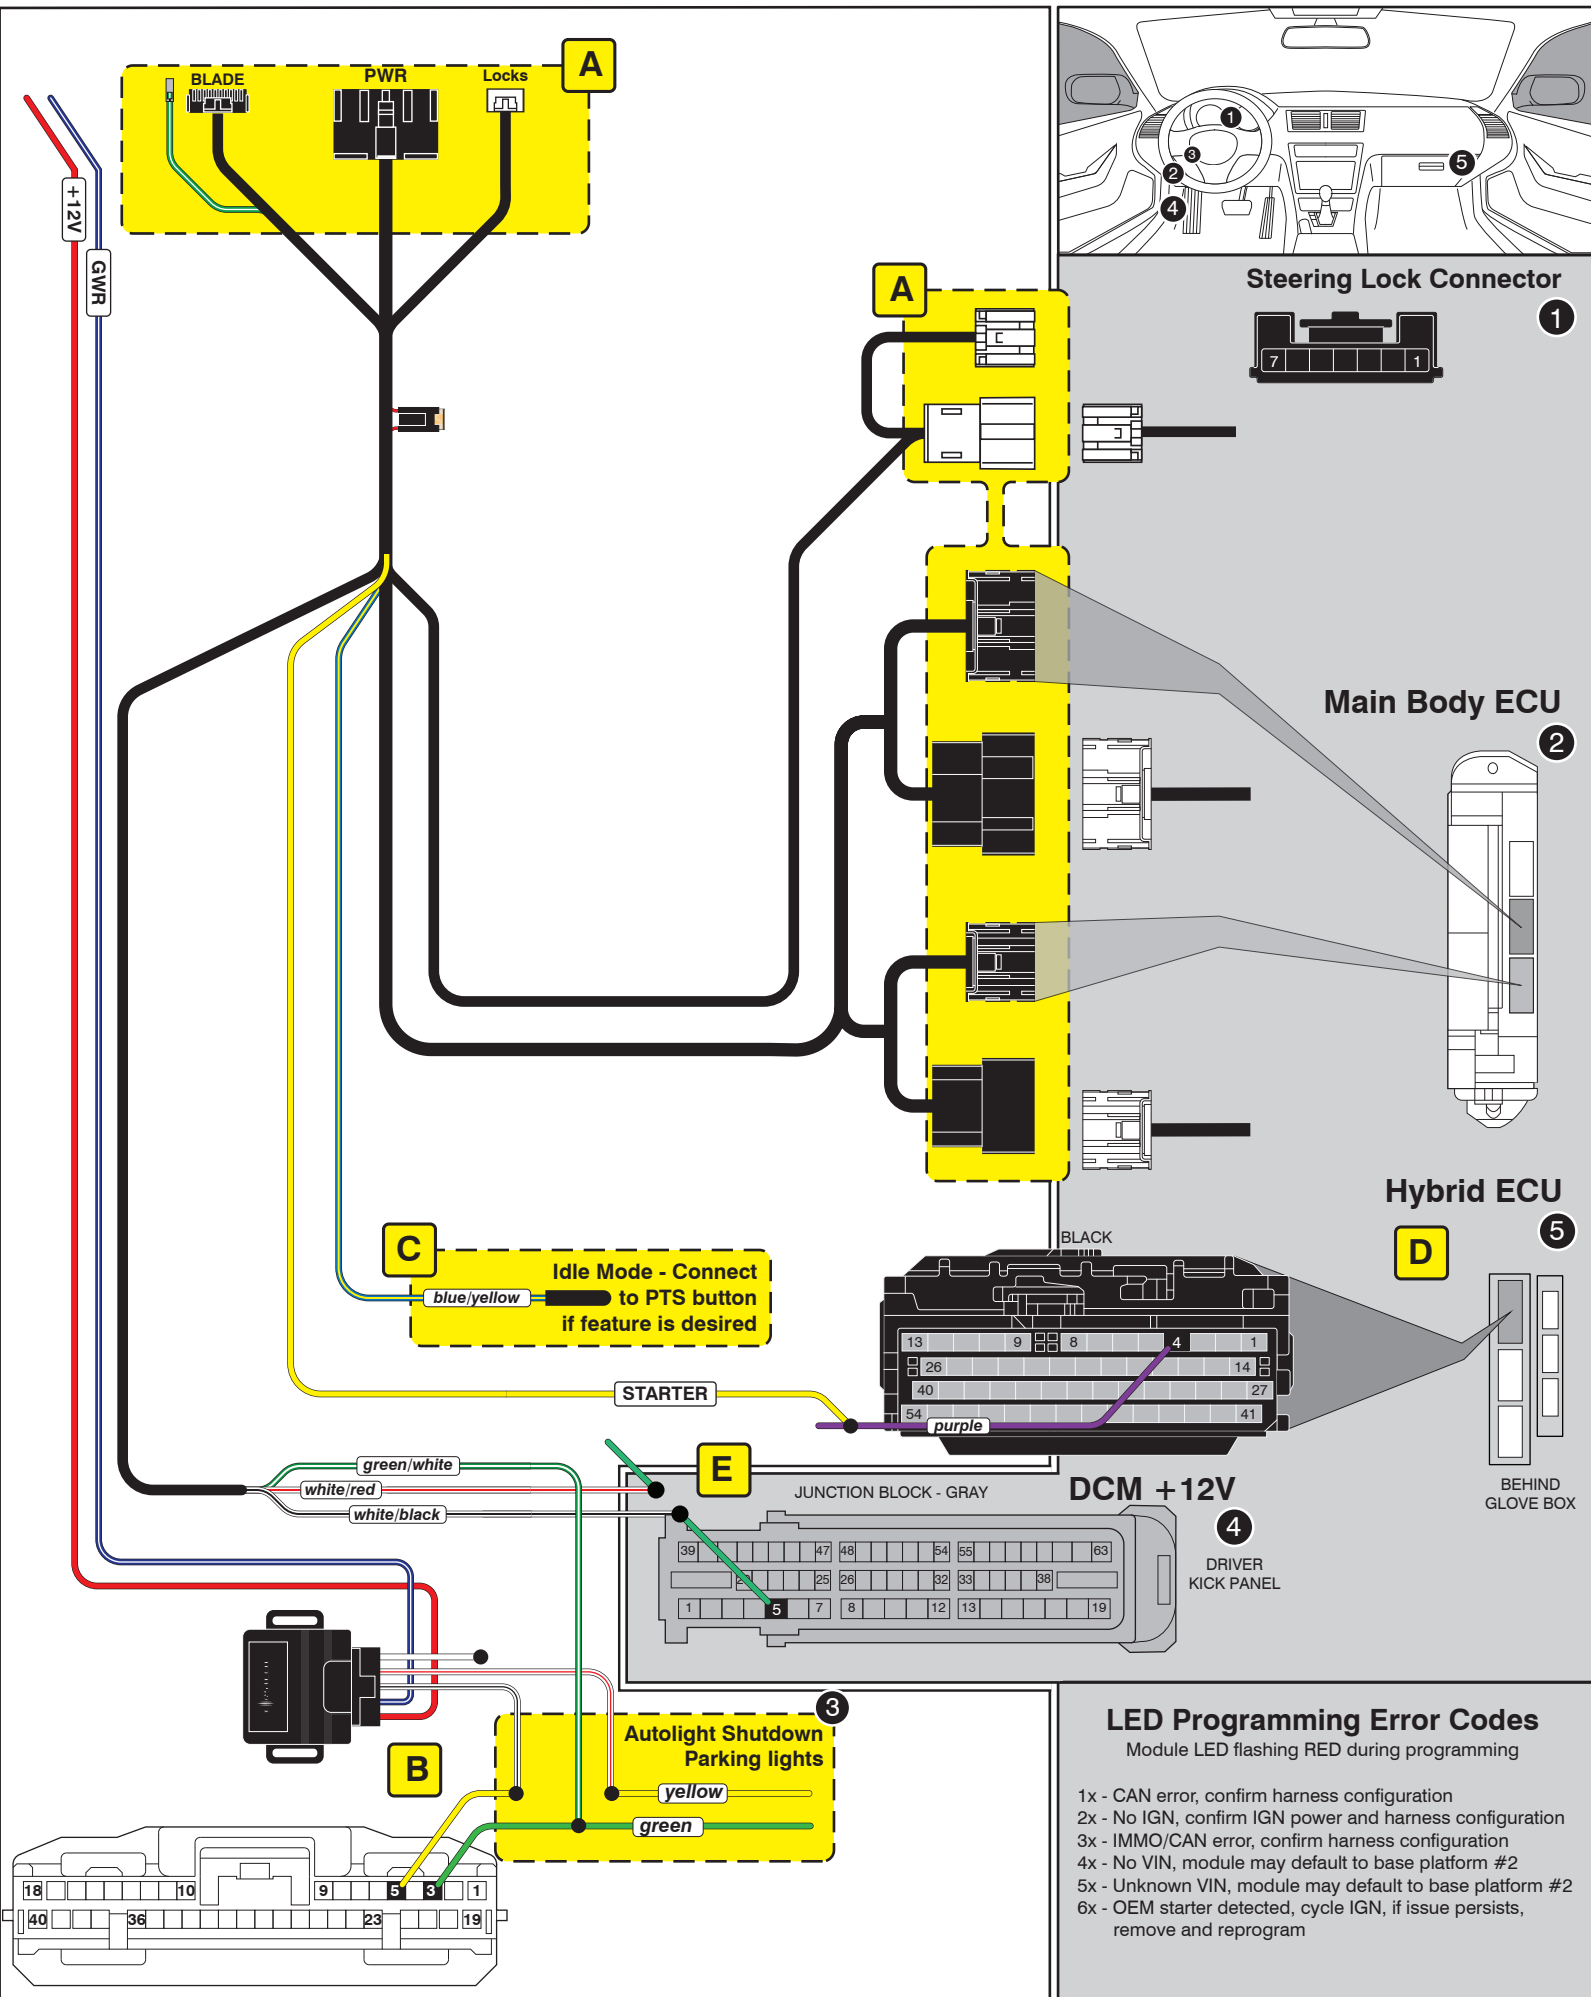 A
BLADE
PWR
Locks
+12V
GWR
1
3
2
4
5
A
Steering Lock Connector
1
7
1
Main Body ECU
2
Hybrid ECU
5
D
BLACK
C
Idle Mode - Connect
to PTS button
if feature is desired
blue/yellow
13
9
8
4
1
26
14
40
27
54
41
STARTER
purple
BEHIND
GLOVE BOX
green/white
white/red
white/black
E
JUNCTION BLOCK - GRAY
DCM +12V
4
DRIVER
KICK PANEL
39
47
48
54
55
63
25
26
32
33
38
1
5
7
8
12
13
19
3
Autolight Shutdown
Parking lights
B
yellow
green
18
10
9
5
3
1
40
36
23
19
LED Programming Error Codes
Module LED flashing RED during programming
1x - CAN error, confirm harness configuration
2x - No IGN, confirm IGN power and harness configuration
3x - IMMO/CAN error, confirm harness configuration
4x - No VIN, module may default to base platform #2
5x - Unknown VIN, module may default to base platform #2
6x - OEM starter detected, cycle IGN, if issue persists,
remove and reprogram